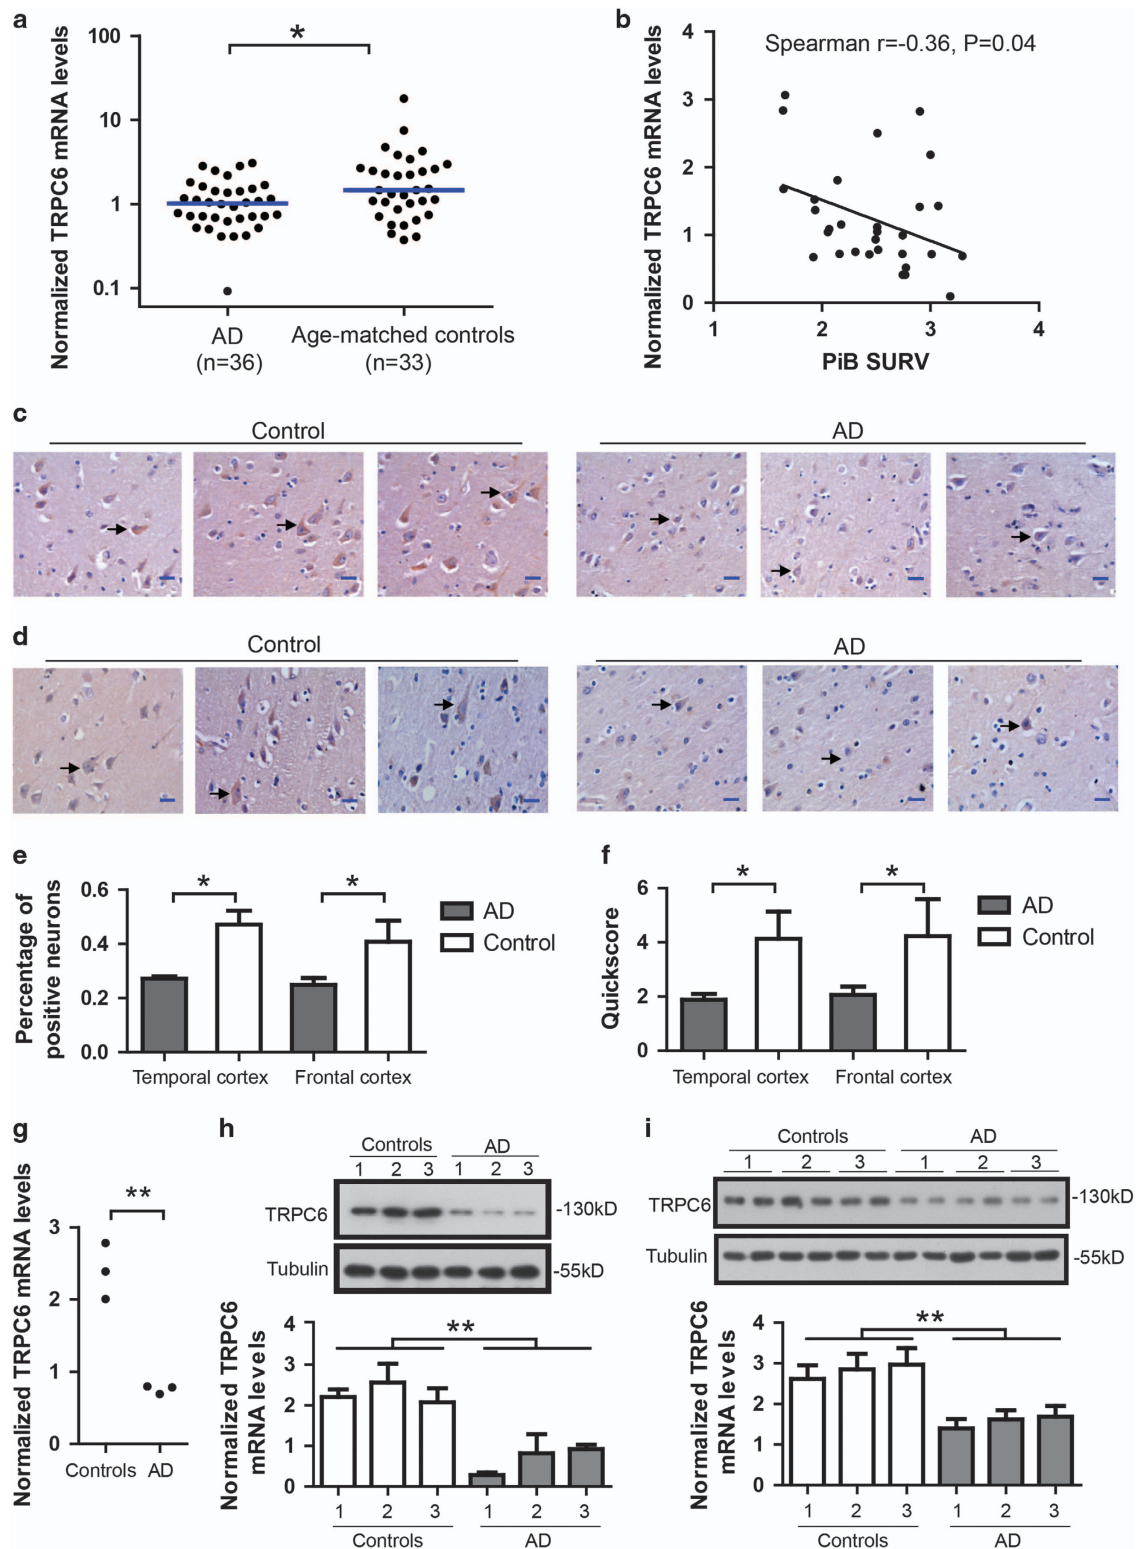 a
Normalized TRPC6 mRNA levels
100
10
1
0.1
*
AD
(n=36)
Age-matched controls
(n=33)
b
Normalized TRPC6 mRNA levels
4
3
2
1
0
Spearman r=-0.36, P=0.04
1
2
3
4
PiB SURV
c
Control
AD
d
Control
AD
e
Percentage of
positive neurons
0.6
0.4
0.2
0.0
*
*
AD
Control
Temporal cortex
Frontal cortex
f
Quickscore
6
4
2
0
*
*
AD
Control
Temporal cortex
Frontal cortex
g
Normalized TRPC6 mRNA levels
3
2
1
0
**
Controls
AD
h
Controls
AD
1 2 3 1 2 3
TRPC6
-130kD
Tubulin
-55kD
Normalized TRPC6
mRNA levels
4
3
2
1
0
**
1 2 3 1 2 3
Controls
AD
i
Controls
AD
1 2 3 1 2 3
TRPC6
-130kD
Tubulin
-55kD
Normalized TRPC6
mRNA levels
4
3
2
1
0
**
1 2 3 1 2 3
Controls
AD